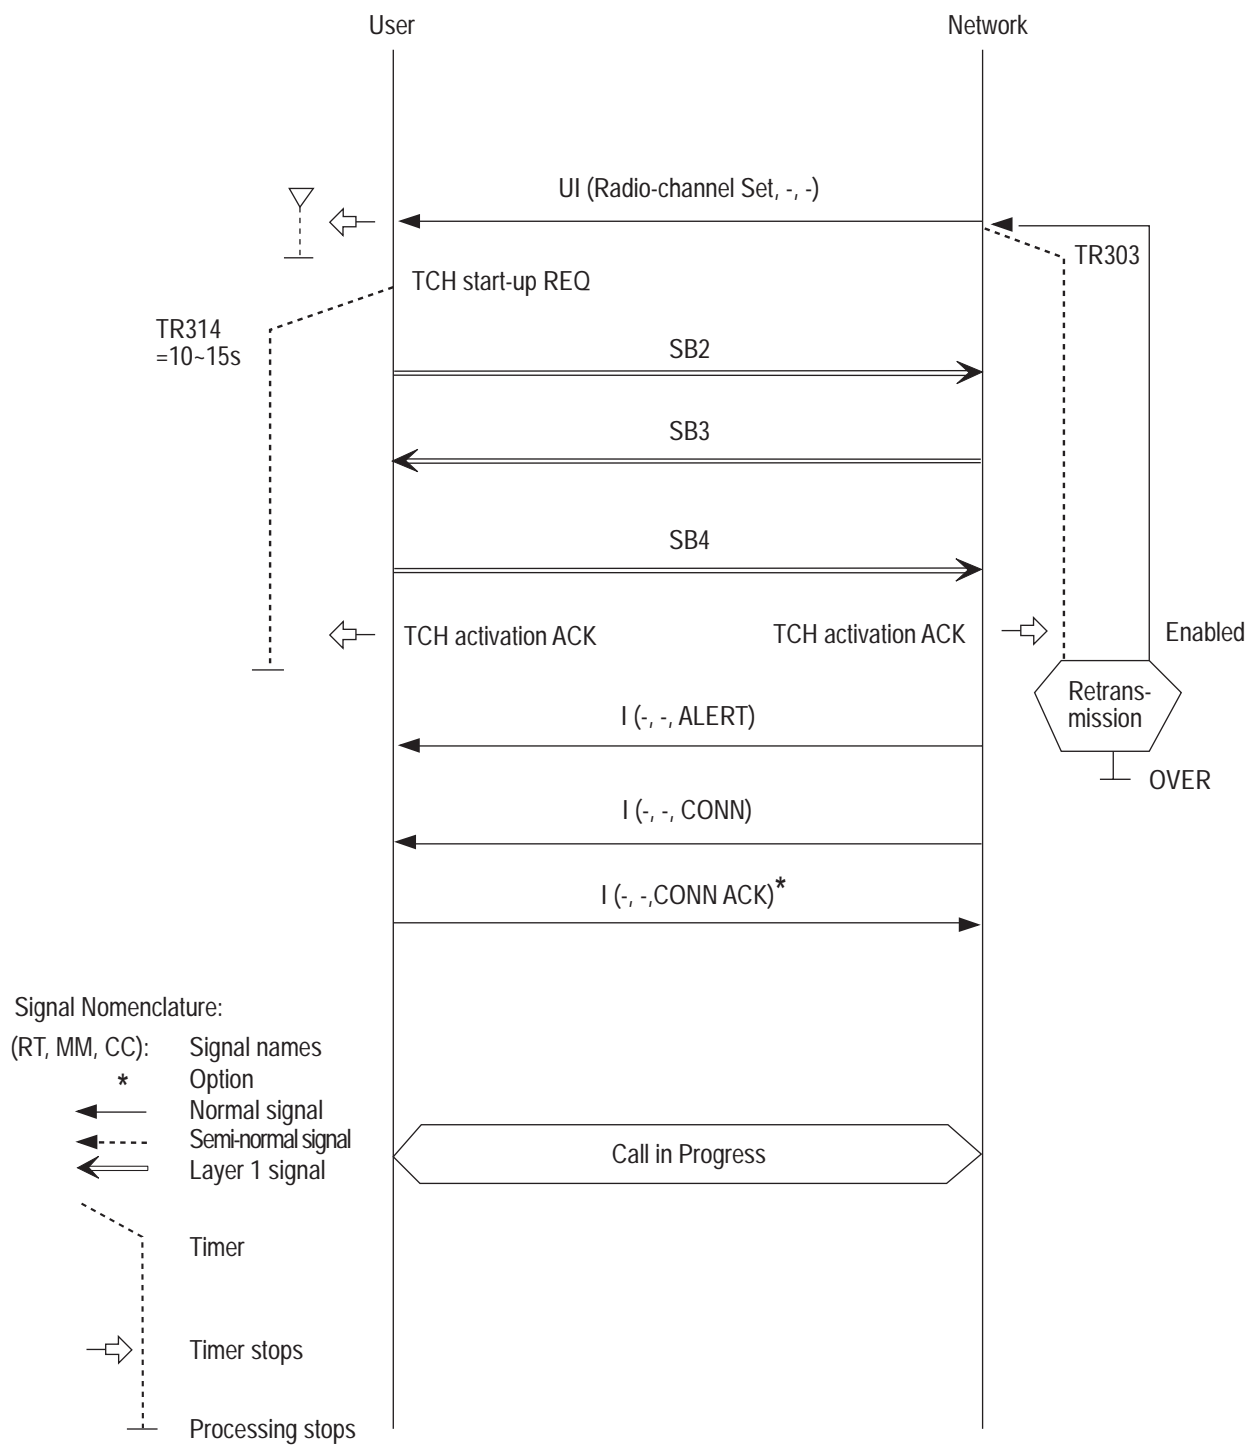 User
Network
UI (Radio-channel Set, -, -)
TR303
TCH start-up REQ
TR314
=10~15s
SB2
SB3
SB4
TCH activation ACK
TCH activation ACK
Enabled
Retrans-
mission
I (-, -, ALERT)
OVER
I (-, -, CONN)
I (-, -,CONN ACK)*
Signal Nomenclature:
(RT, MM, CC): Signal names
* Option
Normal signal
Semi-normal signal
Layer 1 signal
Call in Progress
Timer
Timer stops
Processing stops